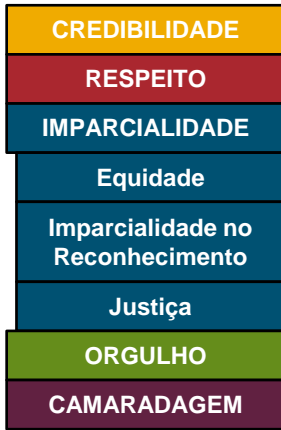 CREDIBILIDADE
RESPEITO
IMPARCIALIDADE
Equidade
Imparcialidade no
Reconhecimento
Justiça
ORGULHO
CAMARADAGEM